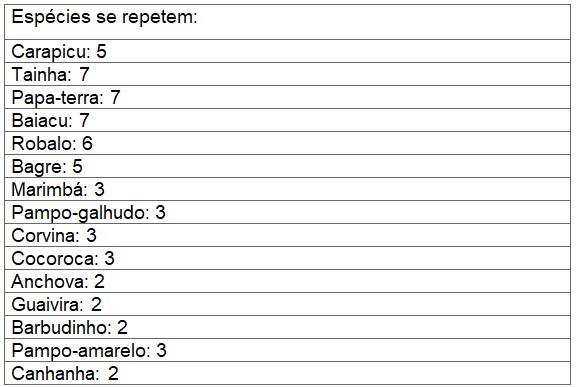 Espécies se repetem:
Carapicu: 5
Tainha: 7
Papa-terra: 7
Baiacu: 7
Robalo: 6
Bagre: 5
Marimbá: 3
Pampo-galhudo: 3
Corvina: 3
Cocoroca: 3
Anchova: 2
Guaivira: 2
Barbudinho: 2
Pampo-amarelo: 3
Canhanha: 2